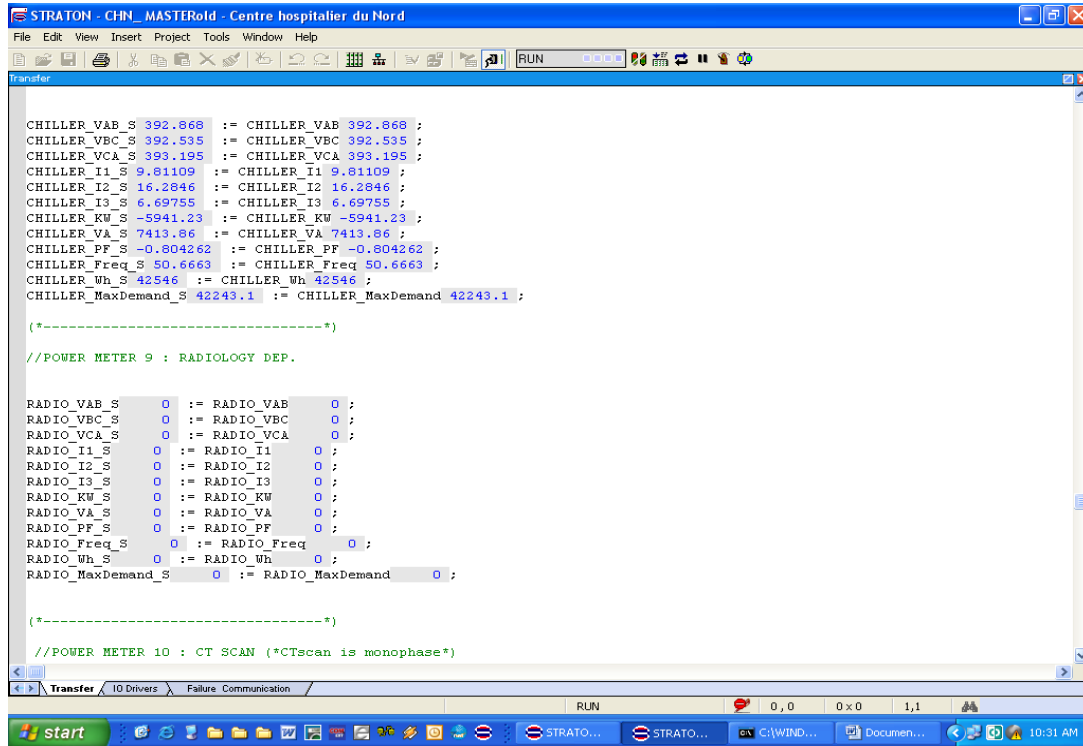 STRATON - CHN_ MASTERold - Centre hospitalier du Nord
File Edit View Insert Project Tools Window Help
RUN
Transfer
CHILLER_VAB_S 392.868 := CHILLER_VAB 392.868 ;
CHILLER_VBC_S 392.535 := CHILLER_VBC 392.535 ;
CHILLER_VCA_S 393.195 := CHILLER_VCA 393.195 ;
CHILLER_I1_S 9.81109 := CHILLER_I1 9.81109 ;
CHILLER_I2_S 16.2846 := CHILLER_I2 16.2846 ;
CHILLER_I3_S 6.69755 := CHILLER_I3 6.69755 ;
CHILLER_KW_S -5941.23 := CHILLER_KW -5941.23 ;
CHILLER_VA_S 7413.86 := CHILLER_VA 7413.86 ;
CHILLER_PF_S -0.804262 := CHILLER_PF -0.804262 ;
CHILLER_Freq_S 50.6663 := CHILLER_Freq 50.6663 ;
CHILLER_Wh_S 42546 := CHILLER_Wh 42546 ;
CHILLER_MaxDemand_S 42243.1 := CHILLER_MaxDemand 42243.1 ;
(*---------------------------------*)
//POWER METER 9 : RADIOLOGY DEP.
RADIO_VAB_S 0 := RADIO_VAB 0 ;
RADIO_VBC_S 0 := RADIO_VBC 0 ;
RADIO_VCA_S 0 := RADIO_VCA 0 ;
RADIO_I1_S 0 := RADIO_I1 0 ;
RADIO_I2_S 0 := RADIO_I2 0 ;
RADIO_I3_S 0 := RADIO_I3 0 ;
RADIO_KW_S 0 := RADIO_KW 0 ;
RADIO_VA_S 0 := RADIO_VA 0 ;
RADIO_PF_S 0 := RADIO_PF 0 ;
RADIO_Freq_S 0 := RADIO_Freq 0 ;
RADIO_Wh_S 0 := RADIO_Wh 0 ;
RADIO_MaxDemand_S 0 := RADIO_MaxDemand 0 ;
(*---------------------------------*)
//POWER METER 10 : CT SCAN (*CTscan is monophase*)
Transfer IO Drivers Failure Communication
RUN 0 , 0 0 x 0 1,1
start STRATO... STRATO... C:\WIND... Documen... 10:31 AM